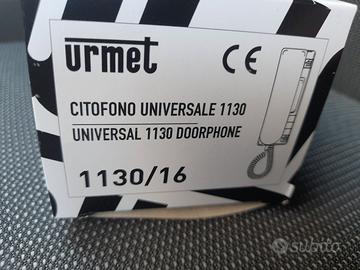 urmet CE
CITOFONO UNIVERSALE 1130
UNIVERSAL 1130 DOORPHONE
1130/16
subito